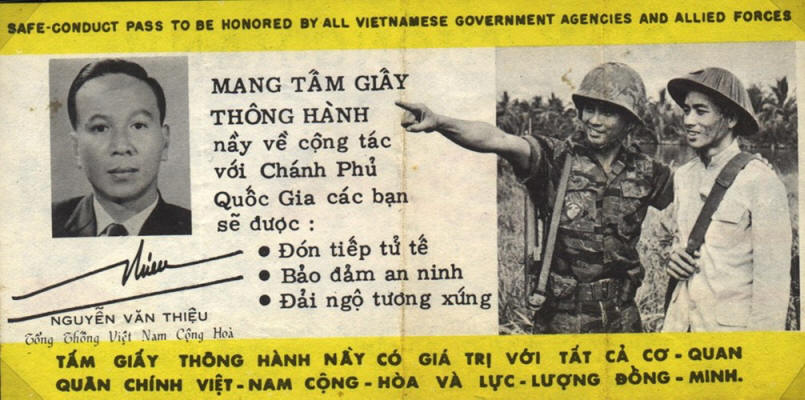 SAFE-CONDUCT PASS TO BE HONORED BY ALL VIETNAMESE GOVERNMENT AGENCIES AND ALLIED FORCES
MANG TẤM GIẤY
THÔNG HÀNH
nầy về cộng tác
với Chánh Phủ
Quốc Gia các bạn
sẽ được :
• Đón tiếp tử tế
• Bảo đảm an ninh
• Đải ngộ tương xứng
NGUYỄN VĂN THIỆU
Tổng Thống Việt Nam Cộng Hoà
TẤM GIẤY THÔNG HÀNH NẦY CÓ GIÁ TRỊ VỚI TẤT CẢ CƠ - QUAN
QUÂN CHÍNH VIỆT - NAM CỘNG - HÒA VÀ LỰC - LƯỢNG ĐỒNG - MINH.